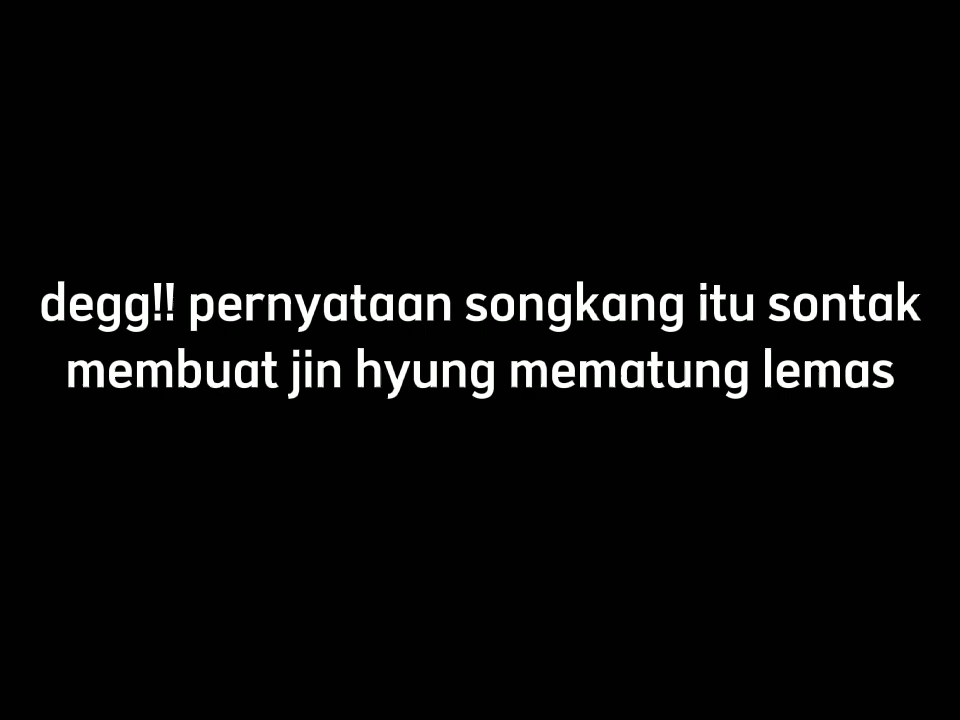 degg!! pernyataan songkang itu sontak
membuat jin hyung mematung lemas